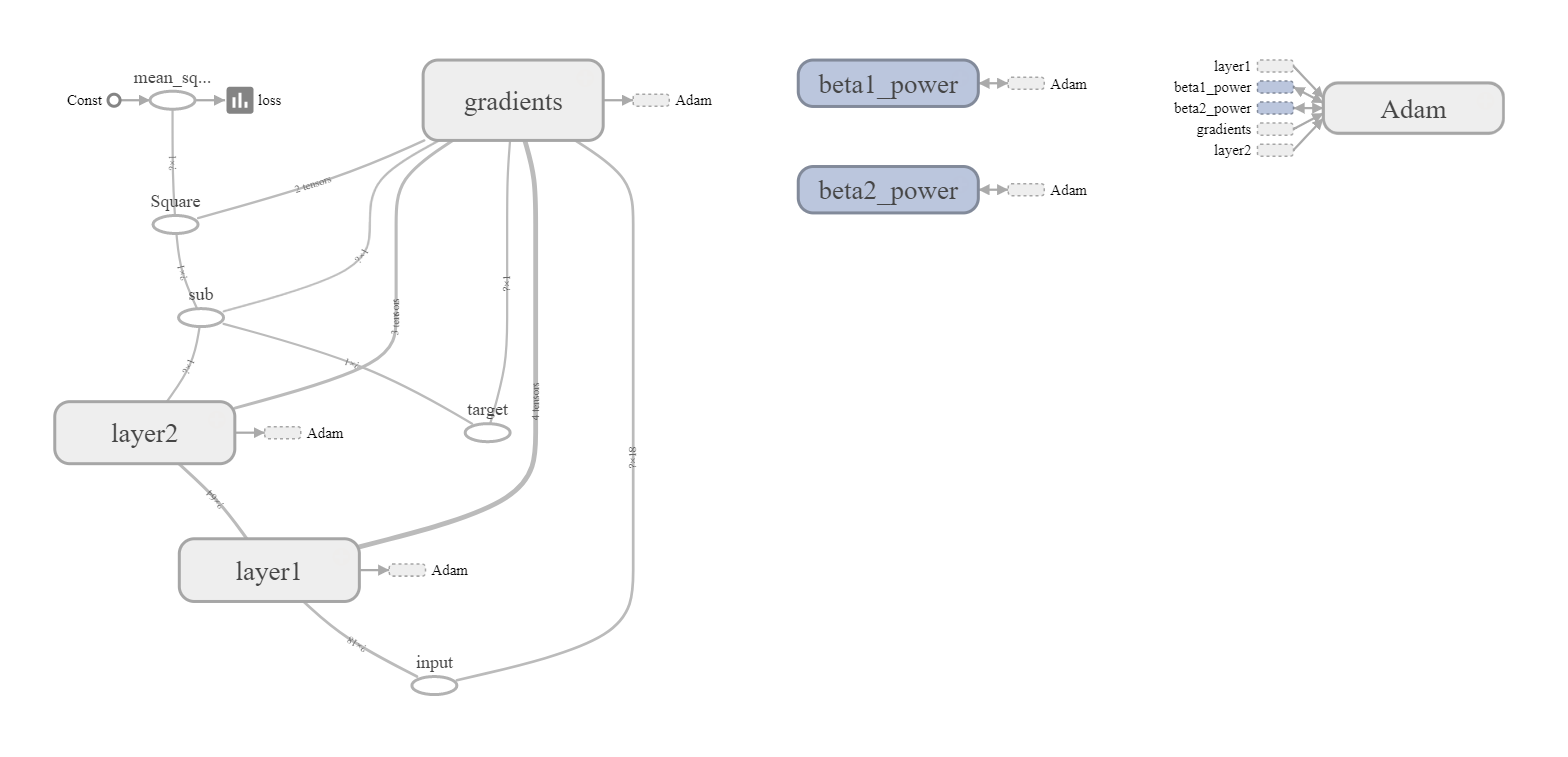 mean_sq...
Const
loss
gradients
Adam
beta1_power
Adam
layer1
beta1_power
beta2_power
gradients
layer2
Adam
?×1
2 tensors
Square
beta2_power
Adam
?×1
?×1
sub
?×1
3 tensors
?×1
?×1
target
4 tensors
layer2
Adam
?×18
?×64
layer1
Adam
?×18
input